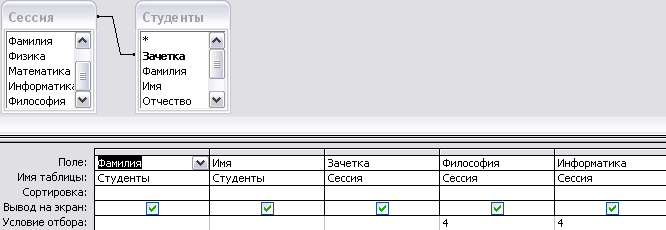 Сессия
Фамилия
Физика
Математика
Информатика
Философия
Студенты
*
Зачетка
Фамилия
Имя
Отчество
Поле: Фамилия Имя Зачетка Философия Информатика
Имя таблицы: Студенты Студенты Сессия Сессия Сессия
Сортировка:
Вывод на экран:
Условие отбора: 4 4